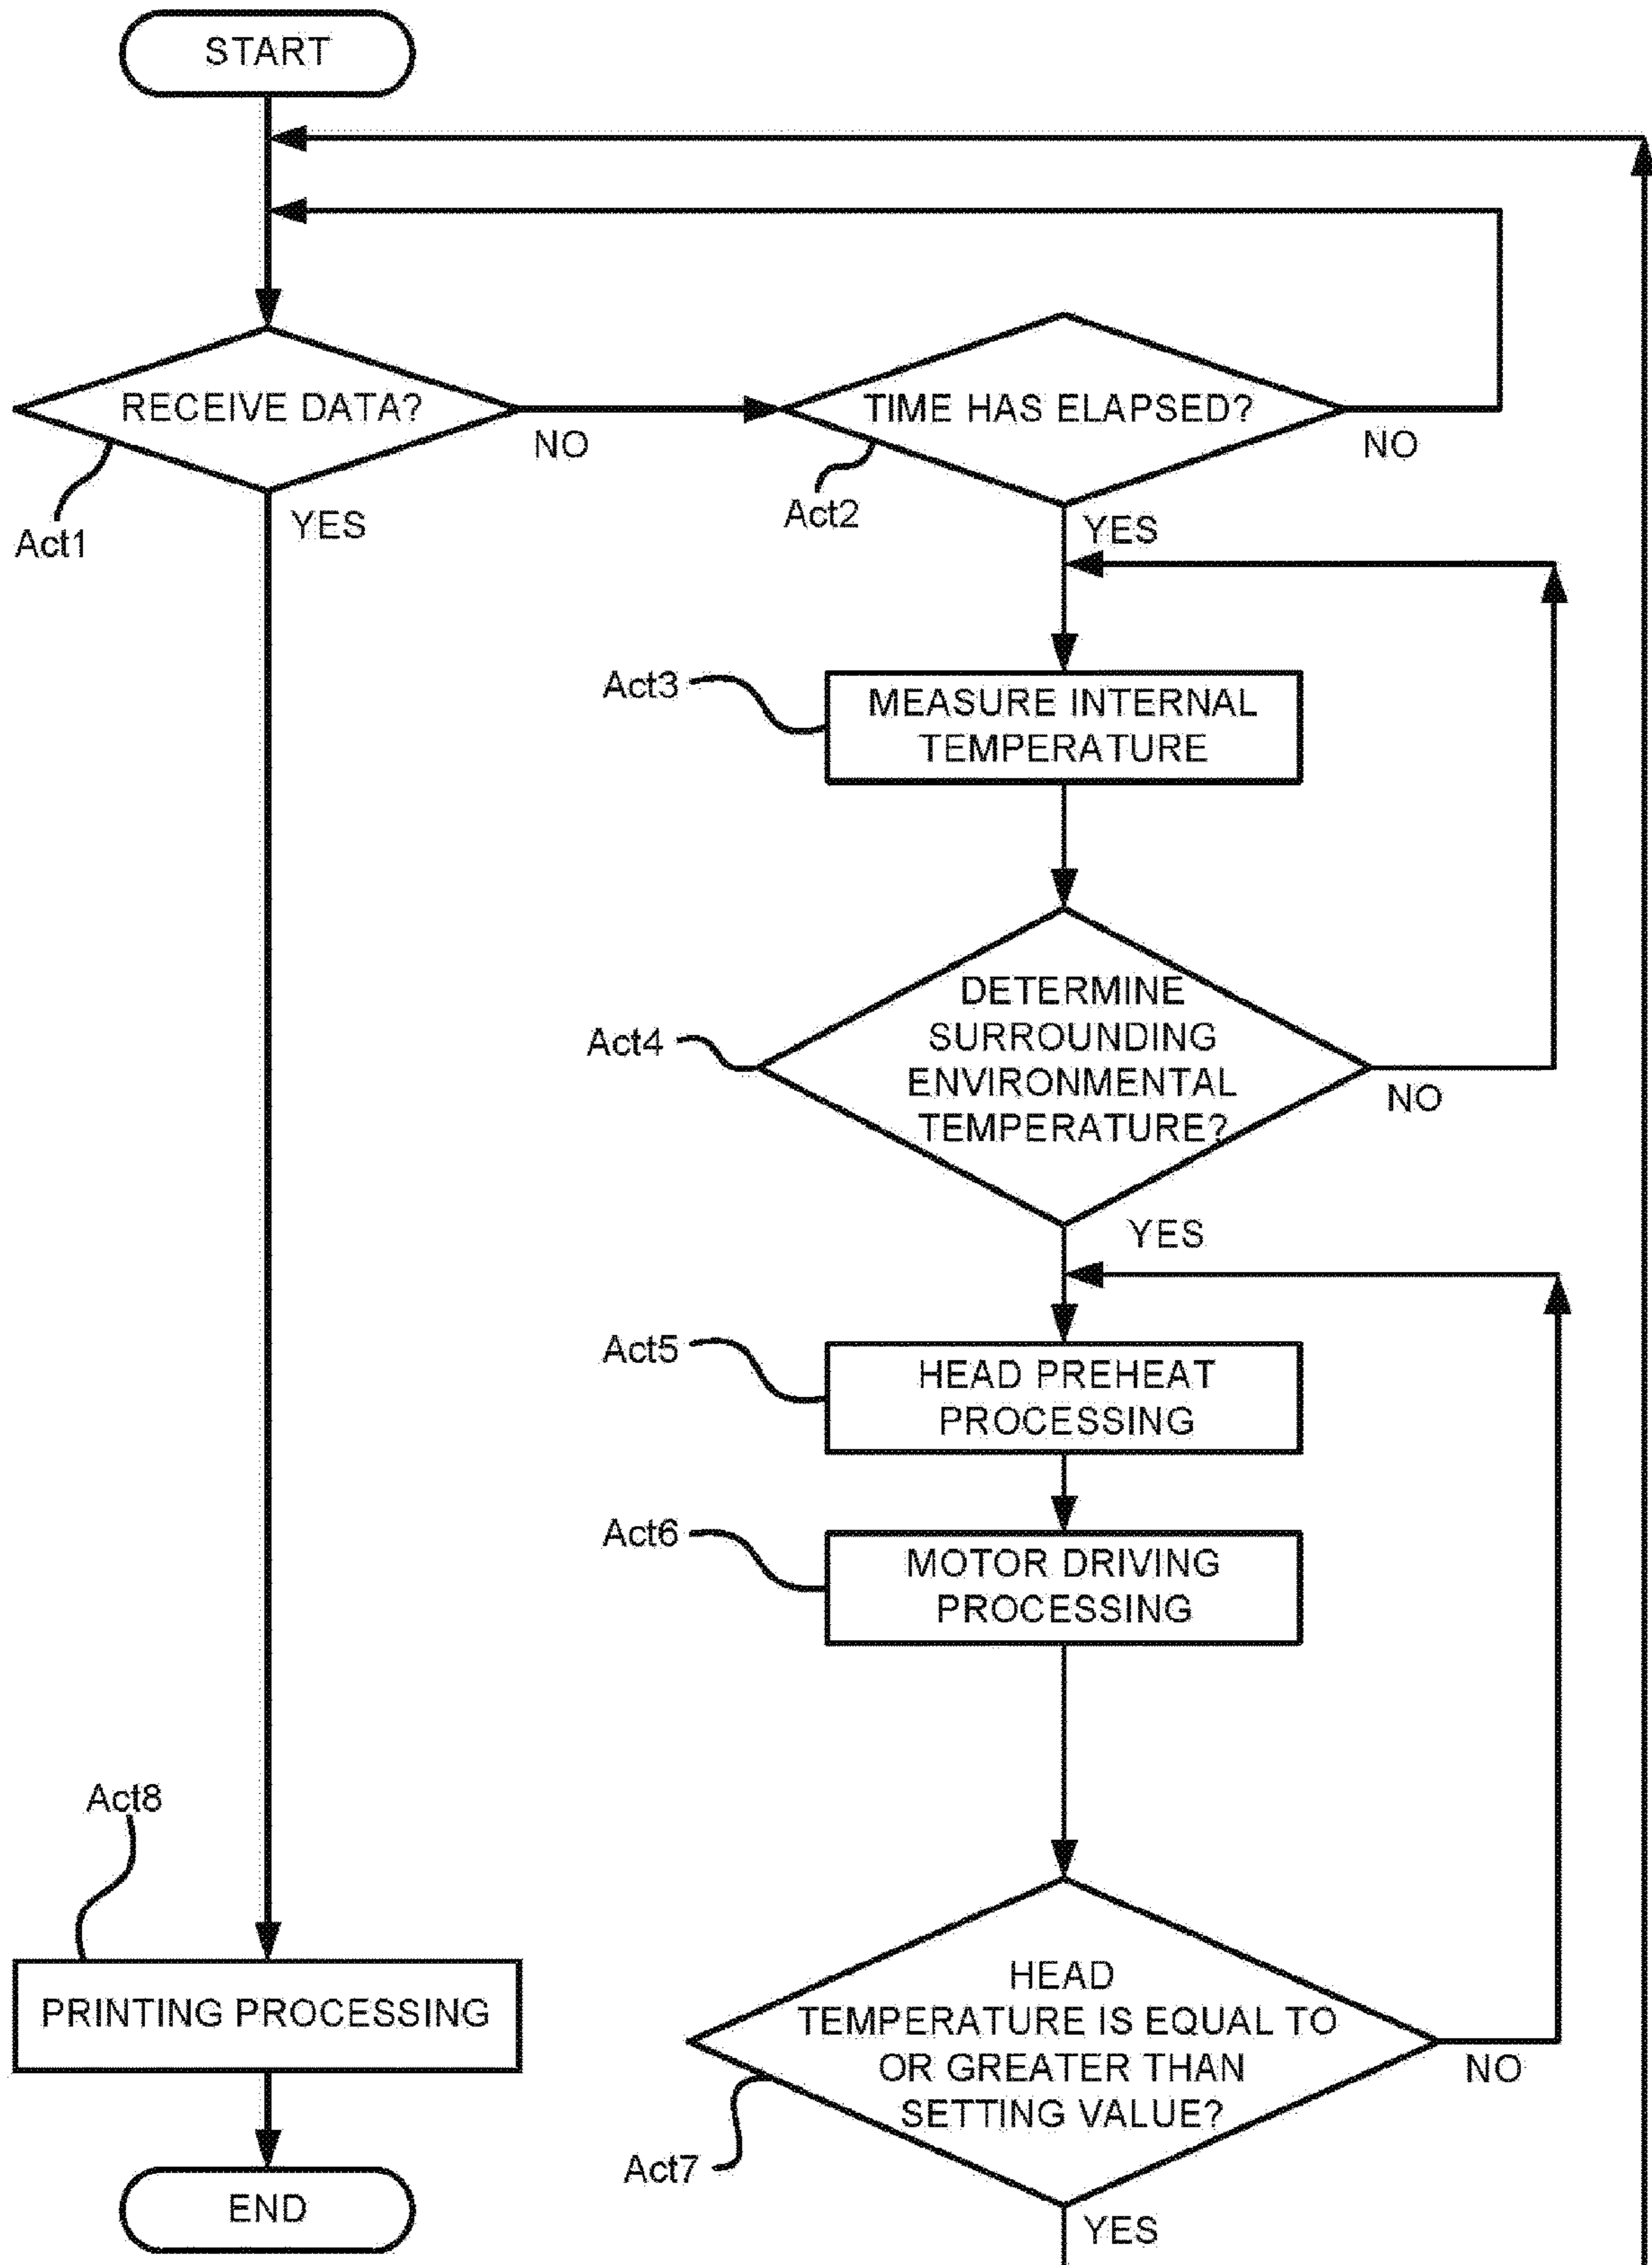 START
RECEIVE DATA?
NO
TIME HAS ELAPSED?
NO
Act1
YES
Act2
YES
Act3
MEASURE INTERNAL
TEMPERATURE
Act4
DETERMINE
SURROUNDING
ENVIRONMENTAL
TEMPERATURE?
NO
YES
Act5
HEAD PREHEAT
PROCESSING
Act6
MOTOR DRIVING
PROCESSING
Act8
PRINTING PROCESSING
HEAD
TEMPERATURE IS EQUAL TO
OR GREATER THAN
SETTING VALUE?
NO
Act7
YES
END